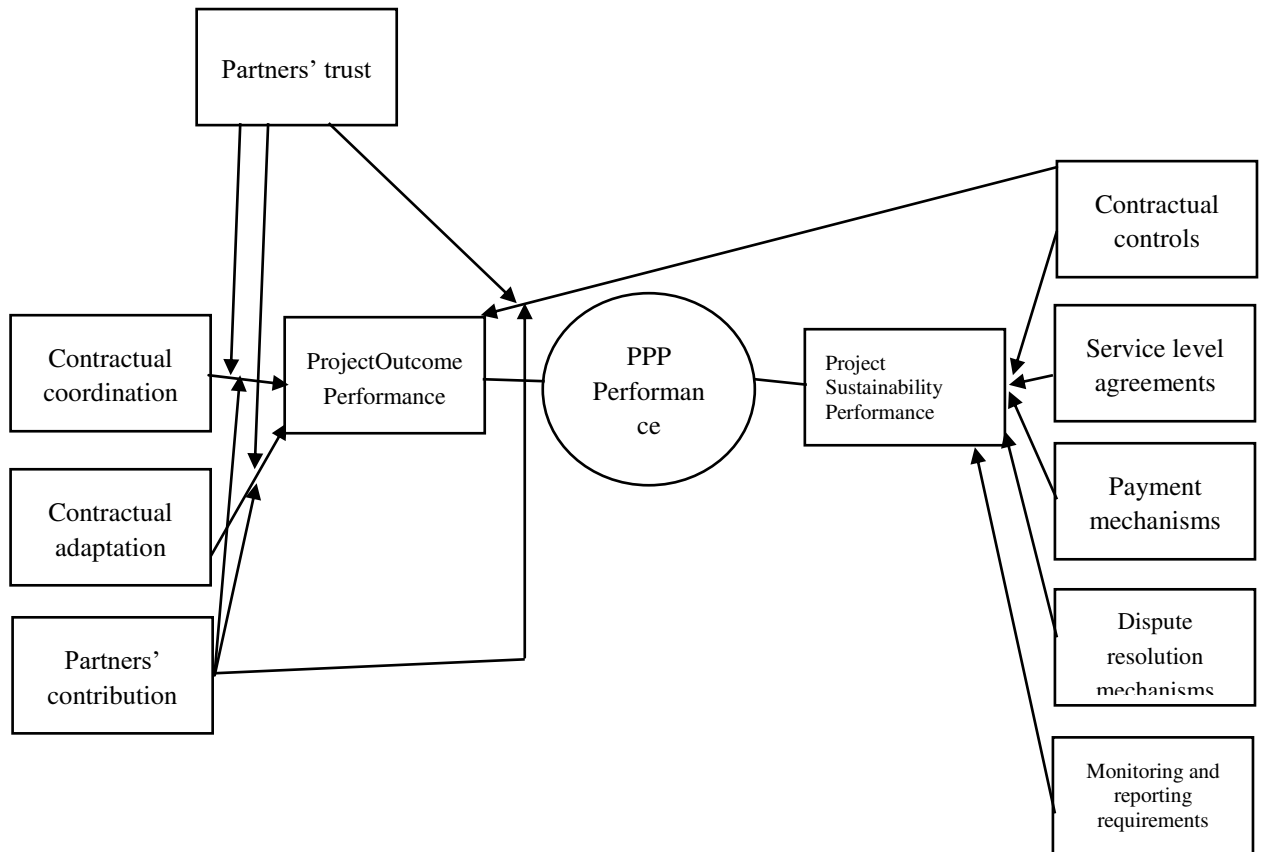 Partners’ trust
Contractual
controls
Contractual
coordination
ProjectOutcome
Performance
PPP
Performan
ce
Project
Sustainability
Performance
Service level
agreements
Contractual
adaptation
Payment
mechanisms
Partners’
contribution
Dispute
resolution
mechanisms
Monitoring and
reporting
requirements